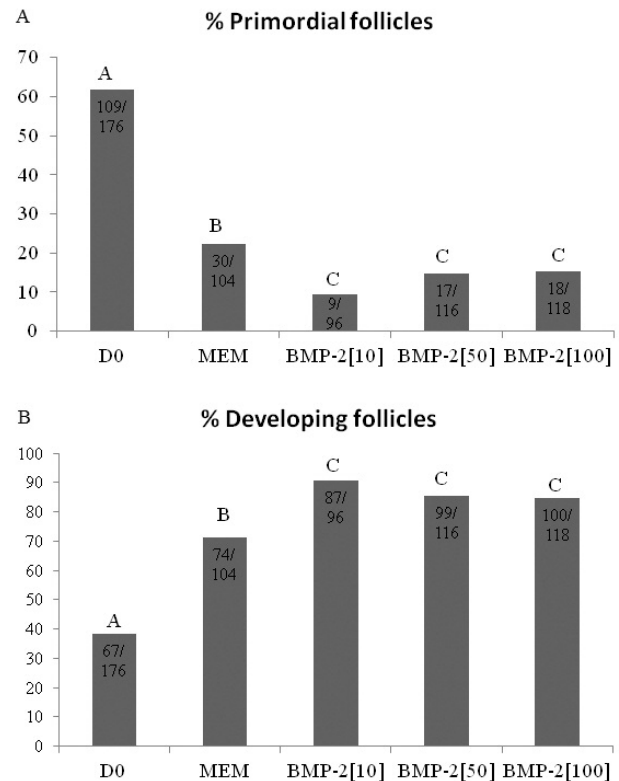 A
% Primordial follicles
70
60
50
40
30
20
10
0
A
109/
176
B
30/
104
C
9/
96
C
17/
116
C
18/
118
D0
MEM
BMP-2[10]
BMP-2[50]
BMP-2[100]
B
% Developing follicles
100
90
80
70
60
50
40
30
20
10
0
A
67/
176
B
74/
104
C
87/
96
C
99/
116
C
100/
118
D0
MEM
BMP-2[10]
BMP-2[50]
BMP-2[100]